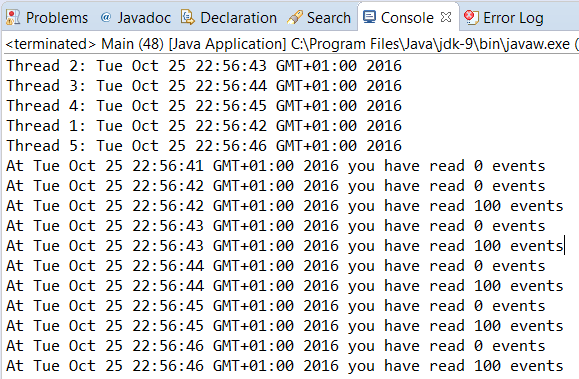 Problems @ Javadoc Declaration Search Console Error Log
<terminated> Main (48) [Java Application] C:\Program Files\Java\jdk-9\bin\javaw.exe (
Thread 2: Tue Oct 25 22:56:43 GMT+01:00 2016
Thread 3: Tue Oct 25 22:56:44 GMT+01:00 2016
Thread 4: Tue Oct 25 22:56:45 GMT+01:00 2016
Thread 1: Tue Oct 25 22:56:42 GMT+01:00 2016
Thread 5: Tue Oct 25 22:56:46 GMT+01:00 2016
At Tue Oct 25 22:56:41 GMT+01:00 2016 you have read 0 events
At Tue Oct 25 22:56:42 GMT+01:00 2016 you have read 0 events
At Tue Oct 25 22:56:42 GMT+01:00 2016 you have read 100 events
At Tue Oct 25 22:56:43 GMT+01:00 2016 you have read 0 events
At Tue Oct 25 22:56:43 GMT+01:00 2016 you have read 100 events
At Tue Oct 25 22:56:44 GMT+01:00 2016 you have read 0 events
At Tue Oct 25 22:56:44 GMT+01:00 2016 you have read 100 events
At Tue Oct 25 22:56:45 GMT+01:00 2016 you have read 0 events
At Tue Oct 25 22:56:45 GMT+01:00 2016 you have read 100 events
At Tue Oct 25 22:56:46 GMT+01:00 2016 you have read 0 events
At Tue Oct 25 22:56:46 GMT+01:00 2016 you have read 100 events